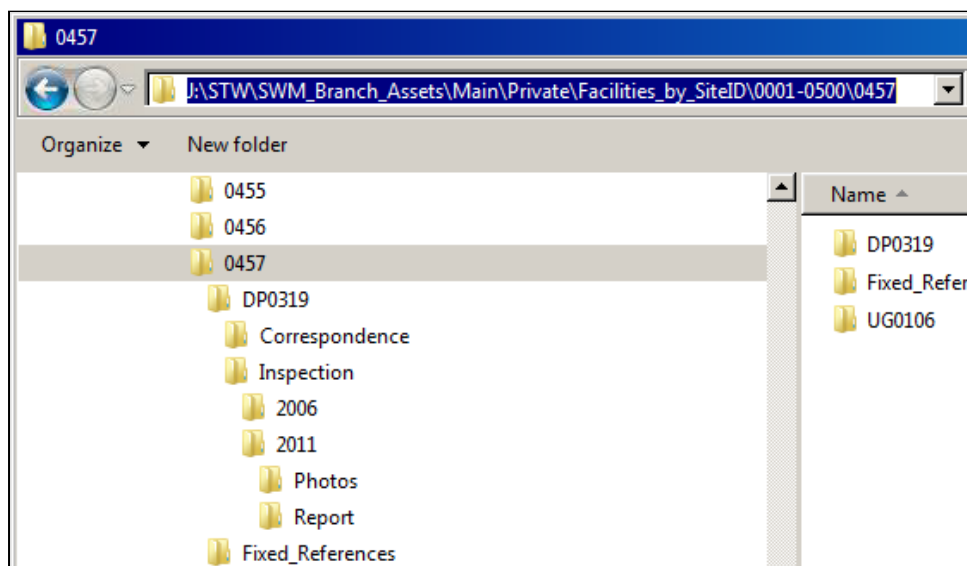 0457
J:\STW\SWM_Branch_Assets\Main\Private\Facilities_by_SiteID\0001-0500\0457
Organize
New folder
0455
0456
0457
DP0319
Correspondence
Inspection
2006
2011
Photos
Report
Fixed_References
Name
DP0319
Fixed_Refer
UG0106